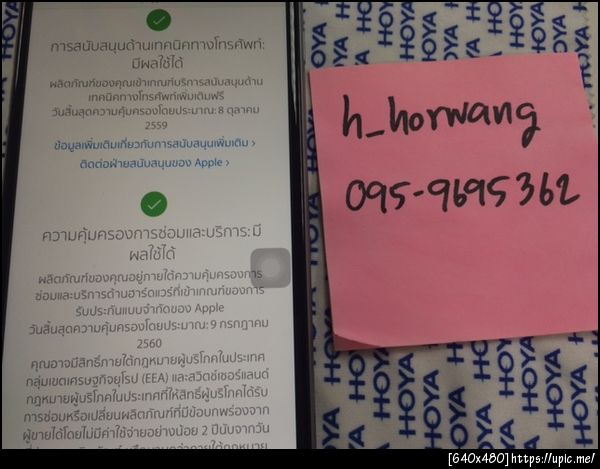 การสนับสนุนด้านเทคนิคทางโทรศัพท์:
มีผลใช้ได้
ผลิตภัณฑ์ของคุณเข้าเกณฑ์บริการสนับสนุนด้าน
เทคนิคทางโทรศัพท์เพิ่มเติมฟรี
วันสิ้นสุดความคุ้มครองโดยประมาณ: 8 ตุลาคม
2559
ข้อมูลเพิ่มเติมเกี่ยวกับการสนับสนุนเพิ่มเติม >
ติดต่อฝ่ายสนับสนุนของ Apple >
ความคุ้มครองการซ่อมและบริการ: มี
ผลใช้ได้
ผลิตภัณฑ์ของคุณอยู่ภายใต้ความคุ้มครองการ
ซ่อมและบริการด้านฮาร์ดแวร์ที่เข้าเกณฑ์ของการ
รับประกันแบบจำกัดของ Apple
วันสิ้นสุดความคุ้มครองโดยประมาณ: 9 กรกฎาคม
2560
คุณอาจมีสิทธิ์ภายใต้กฎหมายผู้บริโภคในประเทศ
กลุ่มเขตเศรษฐกิจยุโรป (EEA) และสวิตซ์เซอร์แลนด์
กฎหมายผู้บริโภคในประเทศที่ให้สิทธิ์ผู้บริโภคได้รับ
การซ่อมหรือเปลี่ยนผลิตภัณฑ์ที่มีข้อบกพร่องจาก
ผู้ขายได้โดยไม่มีค่าใช้จ่ายอย่างน้อย 2 ปีนับจากวัน
h_horwang
095-9695362
HOYA HOYA HOYA
[640x480]https://upic.me/